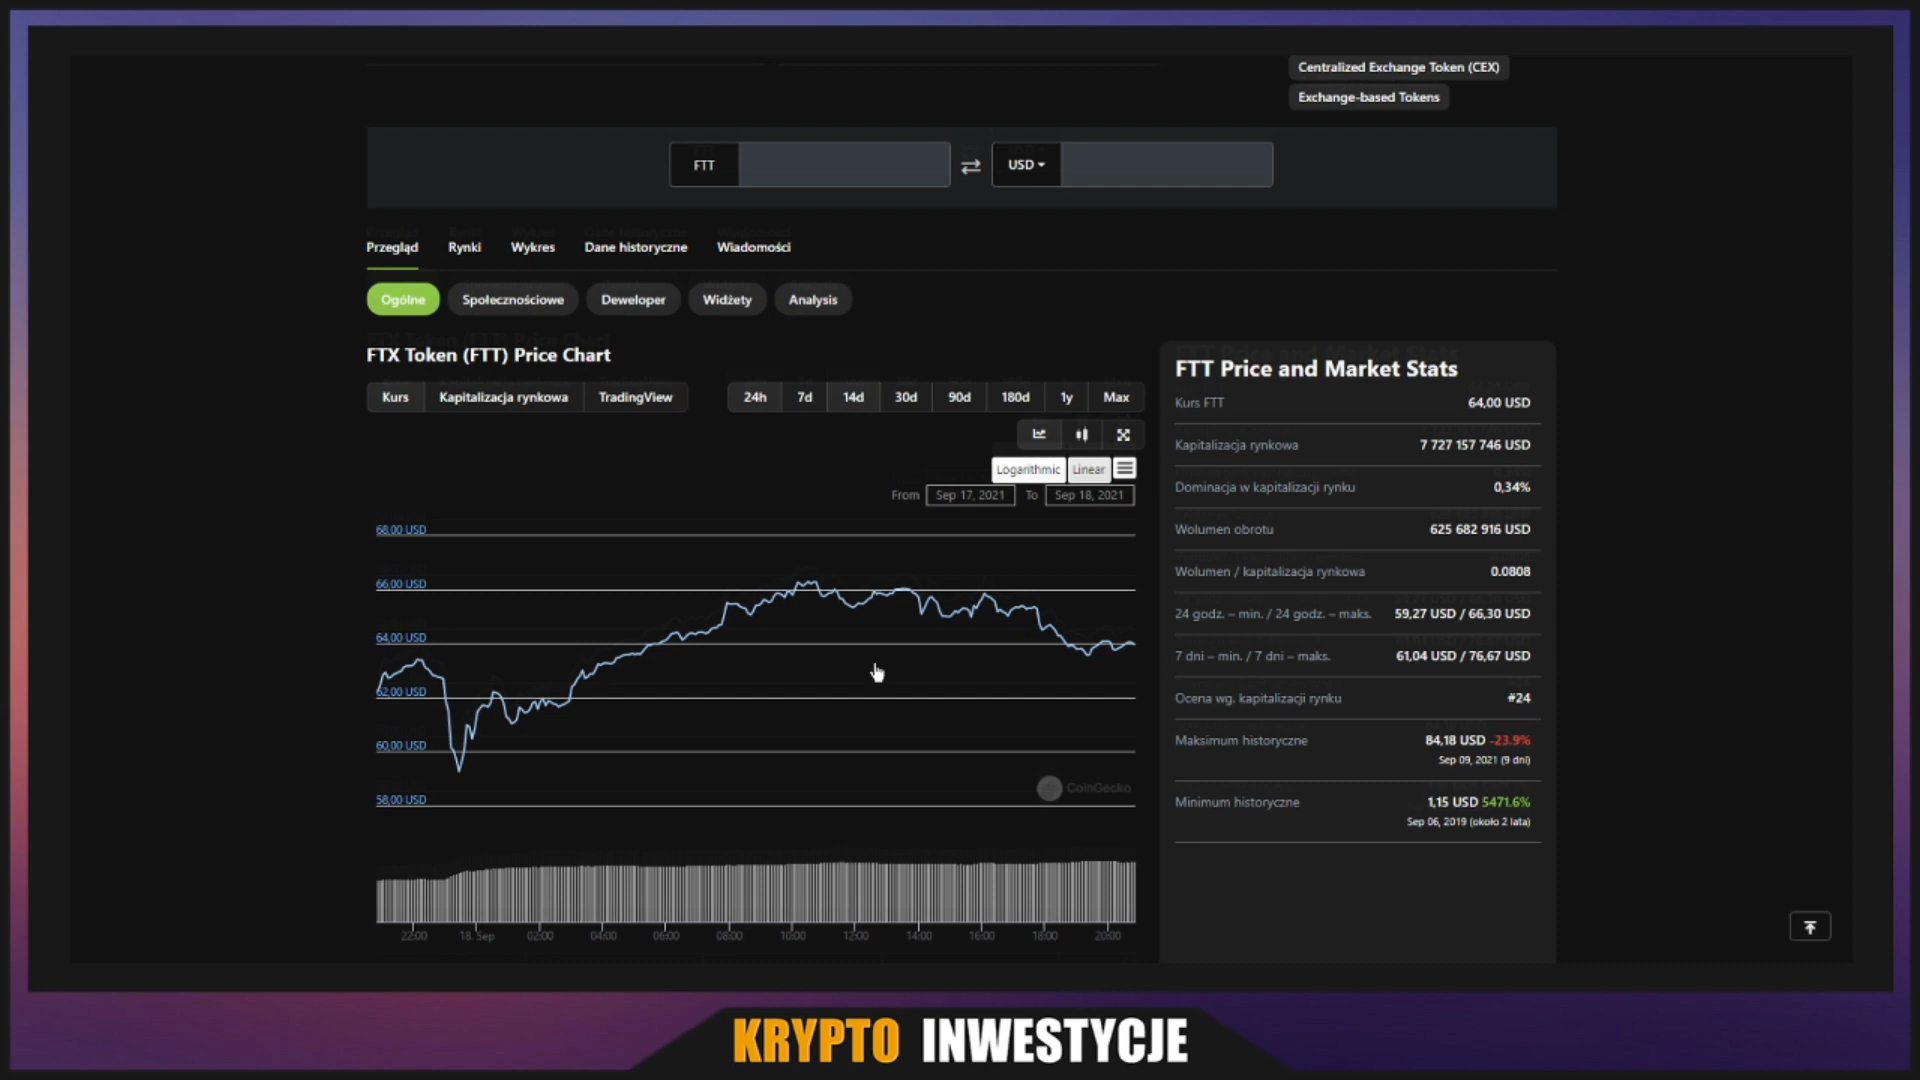 Centralized Exchange Token (CEX)
Exchange-based Tokens
FTT
USD
Przegląd Rynki Wykres Dane historyczne Wiadomości
Ogólne Społecznościowe Deweloper Widżety Analysis
FTX Token (FTT) Price Chart
Kurs Kapitalizacja rynkowa TradingView
24h 7d 14d 30d 90d 180d 1y Max
Logarithmic Linear
From Sep 17, 2021 To Sep 18, 2021
68,00 USD
66,00 USD
64,00 USD
62,00 USD
60,00 USD
58,00 USD
CoinGecko
22:00 18. Sep 02:00 04:00 06:00 08:00 10:00 12:00 14:00 16:00 18:00 20:00
FTT Price and Market Stats
Kurs FTT 64,00 USD
Kapitalizacja rynkowa 7 727 157 746 USD
Dominacja w kapitalizacji rynku 0,34%
Wolumen obrotu 625 682 916 USD
Wolumen / kapitalizacja rynkowa 0.0808
24 godz. – min. / 24 godz. – maks. 59,27 USD / 66,30 USD
7 dni – min. / 7 dni – maks. 61,04 USD / 76,67 USD
Ocena wg. kapitalizacji rynku #24
Maksimum historyczne 84,18 USD -23.9%
Sep 09, 2021 (9 dni)
Minimum historyczne 1,15 USD 5471.6%
Sep 06, 2019 (około 2 lata)
KRYPTO INWESTYCJE